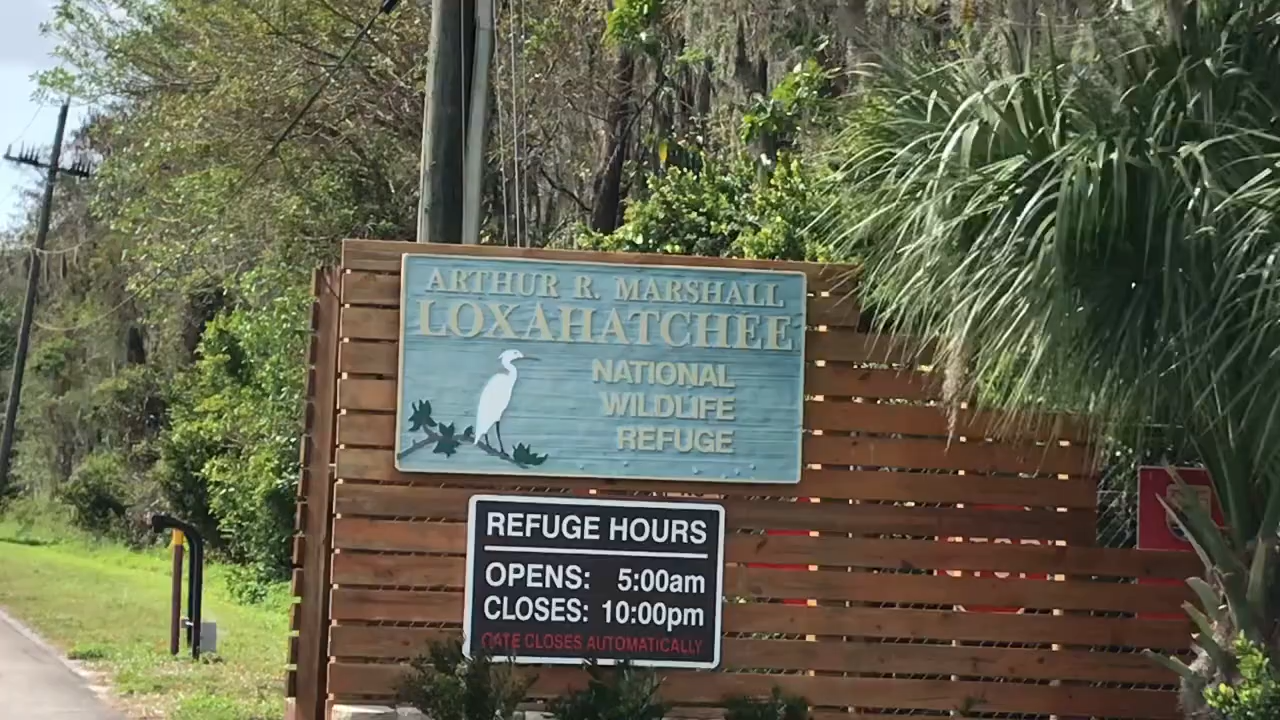 ARTHUR R. MARSHALL
LOXAHATCHEE
NATIONAL
WILDLIFE
REFUGE
REFUGE HOURS
OPENS: 5:00am
CLOSES: 10:00pm
GATE CLOSES AUTOMATICALLY